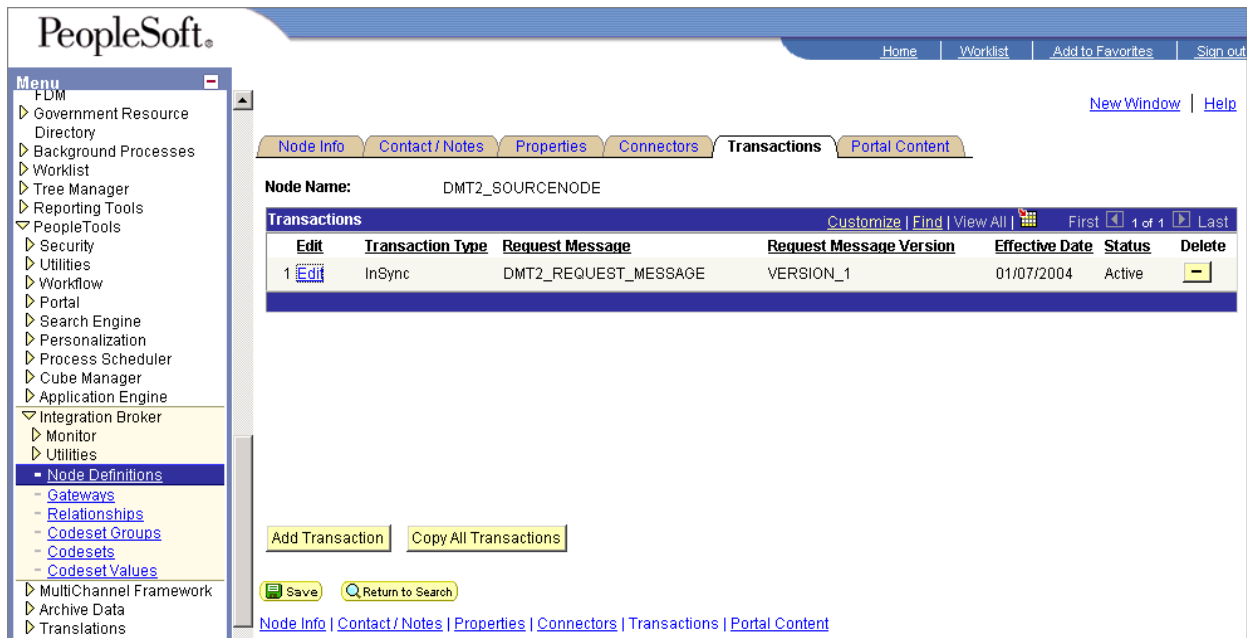 PeopleSoft.
Home | Worklist | Add to Favorites | Sign out
Menu
FDM
Government Resource
Directory
Background Processes
Worklist
Tree Manager
Reporting Tools
PeopleTools
Security
Utilities
Workflow
Portal
Search Engine
Personalization
Process Scheduler
Cube Manager
Application Engine
Integration Broker
Monitor
Utilities
- Node Definitions
- Gateways
- Relationships
- Codeset Groups
- Codesets
- Codeset Values
MultiChannel Framework
Archive Data
Translations
New Window | Help
Node Info Contact / Notes Properties Connectors Transactions Portal Content
Node Name: DMT2_SOURCENODE
Transactions Customize | Find | View All | First 1 of 1 Last
Edit Transaction Type Request Message Request Message Version Effective Date Status Delete
1 Edit InSync DMT2_REQUEST_MESSAGE VERSION_1 01/07/2004 Active
Add Transaction Copy All Transactions
Save Return to Search
Node Info | Contact / Notes | Properties | Connectors | Transactions | Portal Content